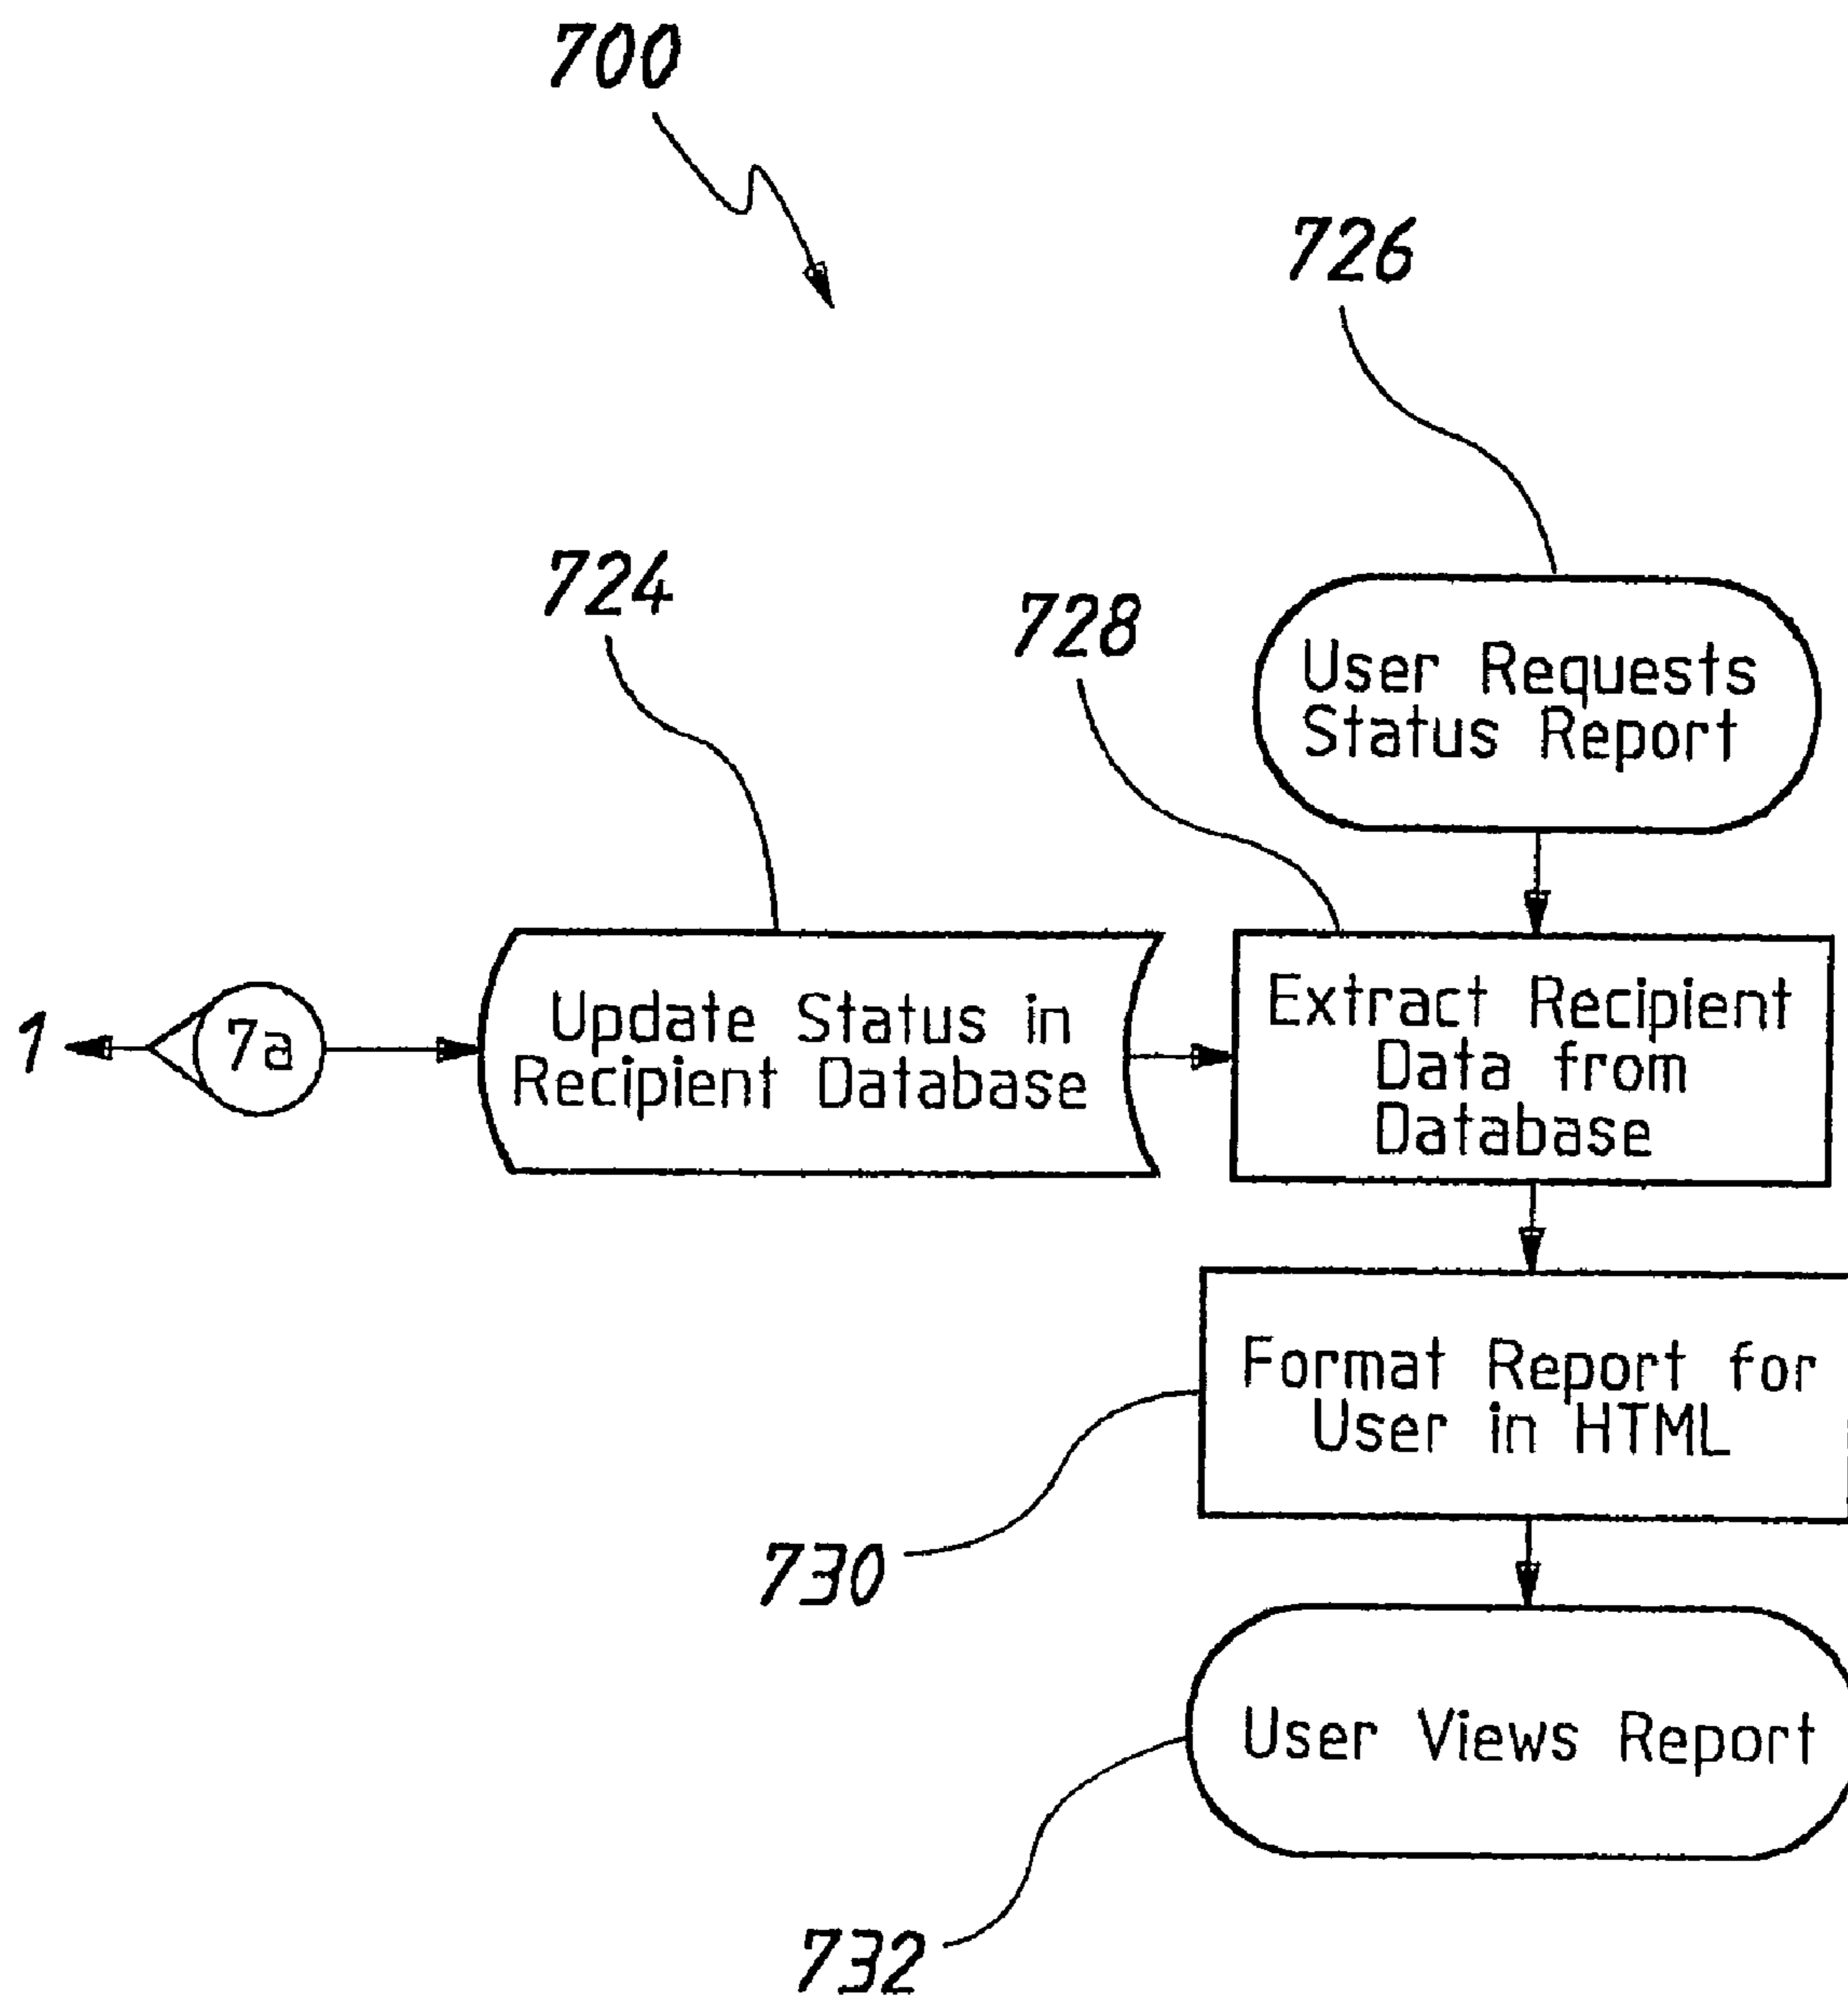 700
726
724
728
User Requests
Status Report
1
7a
Update Status in
Recipient Database
Extract Recipient
Data from
Database
Format Report for
User in HTML
730
User Views Report
732